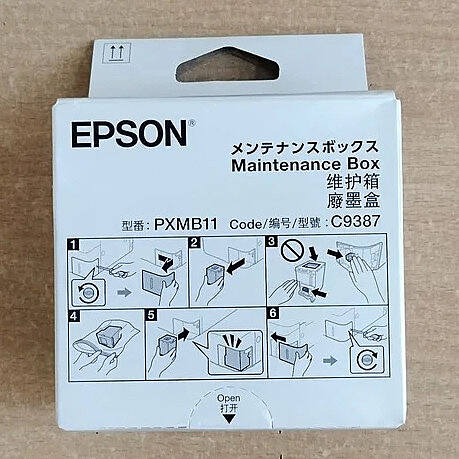 EPSON®
メンテナンスボックス
Maintenance Box
维护箱
廢墨盒
型番: PXMB11 Code/编号/型號: C9387
1
2
3
4
5
6
Open
打开